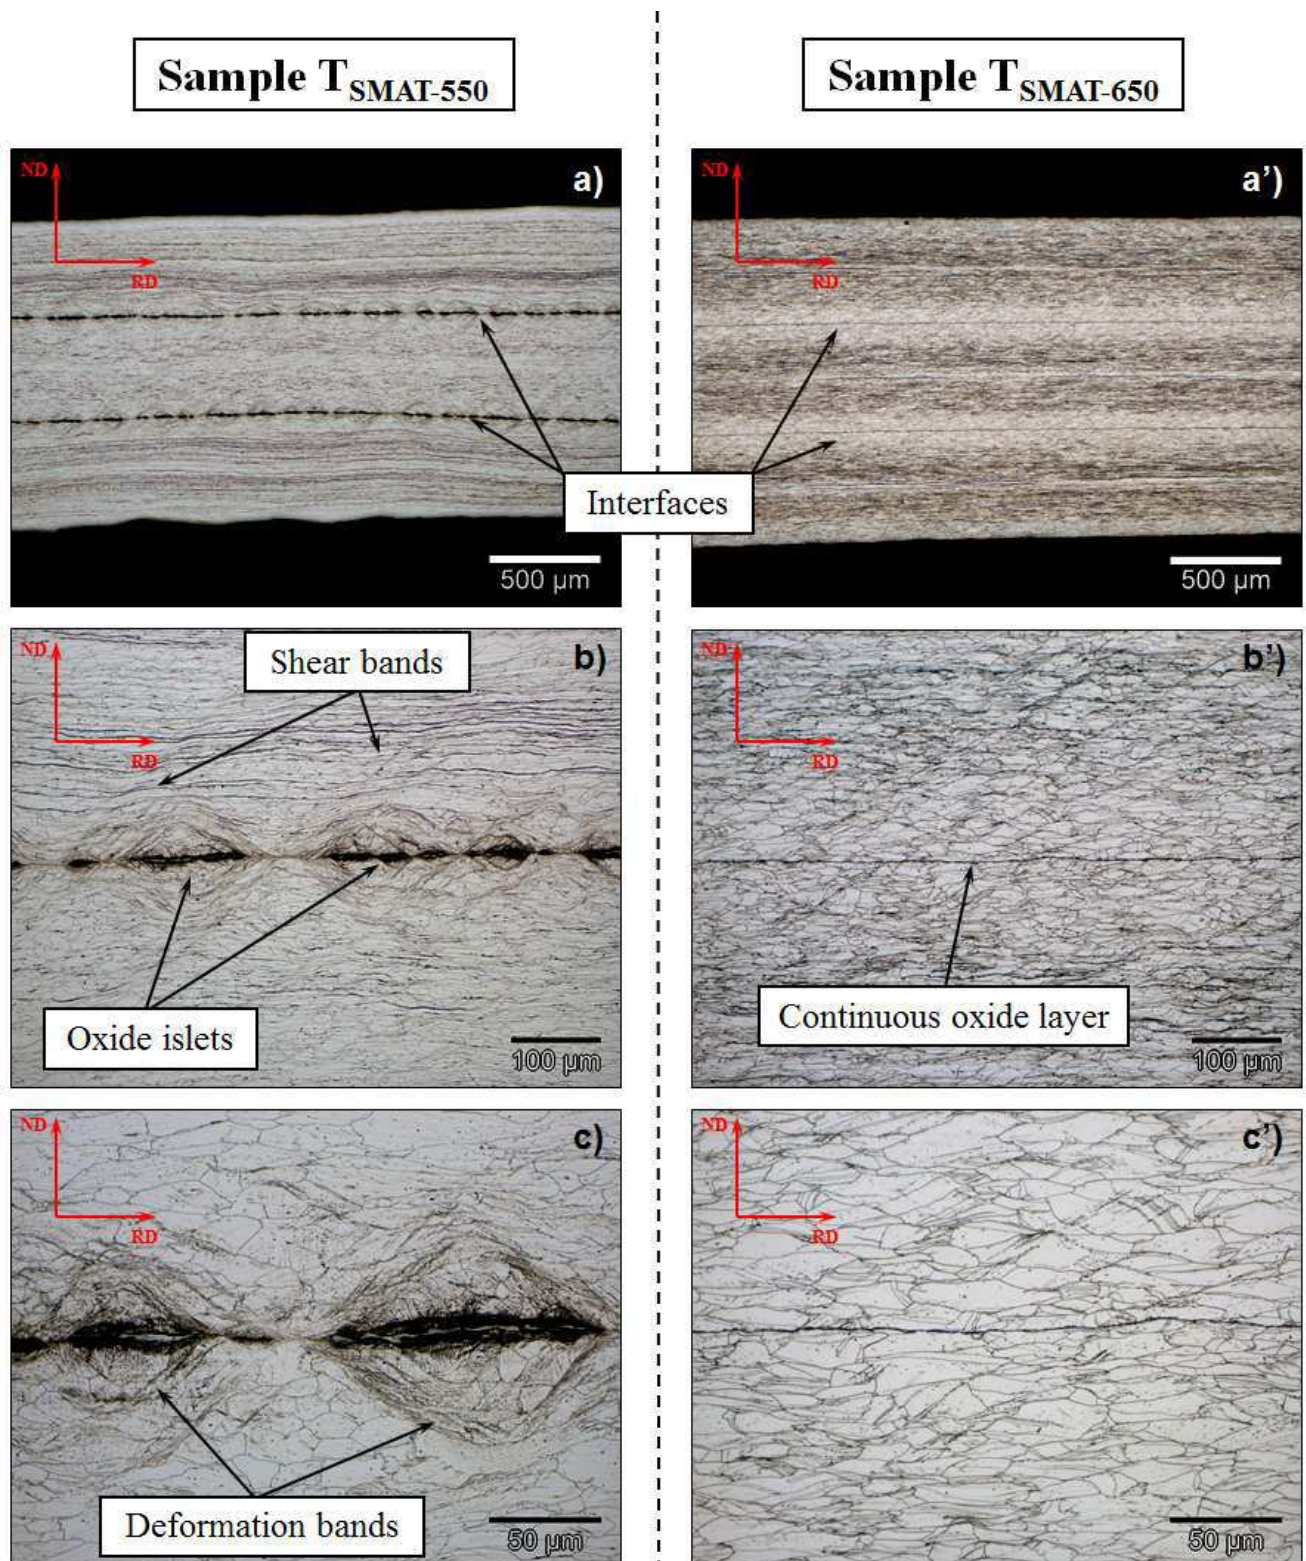 Sample T SMAT-550
Sample T SMAT-650
ND
a)
RD
500 µm
ND
a')
RD
500 µm
Interfaces
ND
Shear bands
b)
RD
Oxide islets
100 µm
ND
b')
RD
Continuous oxide layer
100 µm
ND
c)
RD
Deformation bands
50 µm
ND
c')
RD
50 µm